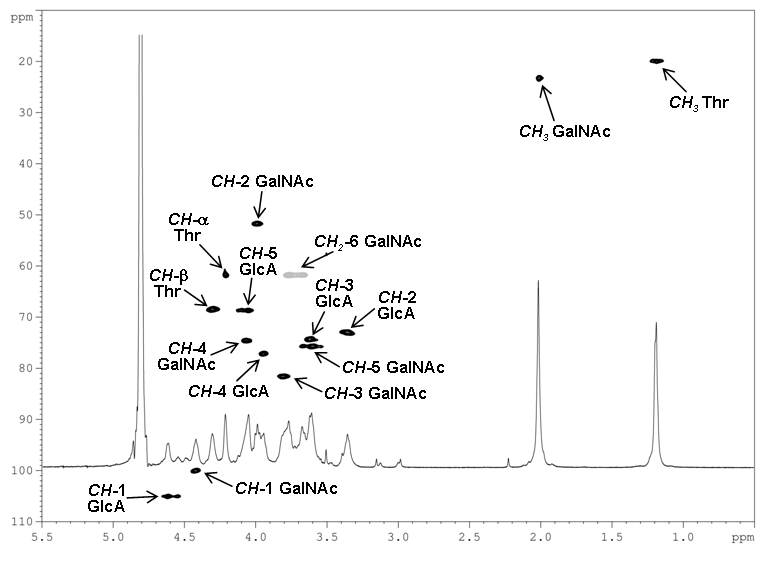 ppm
20
30
40
50
60
70
80
90
100
110
CH3 Thr
CH3 GalNAc
CH-2 GalNAc
CH-α
Thr
CH-5
GlcA
CH2-6 GalNAc
CH-β
Thr
CH-3
GlcA
CH-2
GlcA
CH-4
GalNAc
CH-5 GalNAc
CH-4 GlcA
CH-3 GalNAc
CH-1 GalNAc
CH-1
GlcA
5.5 5.0 4.5 4.0 3.5 3.0 2.5 2.0 1.5 1.0 ppm